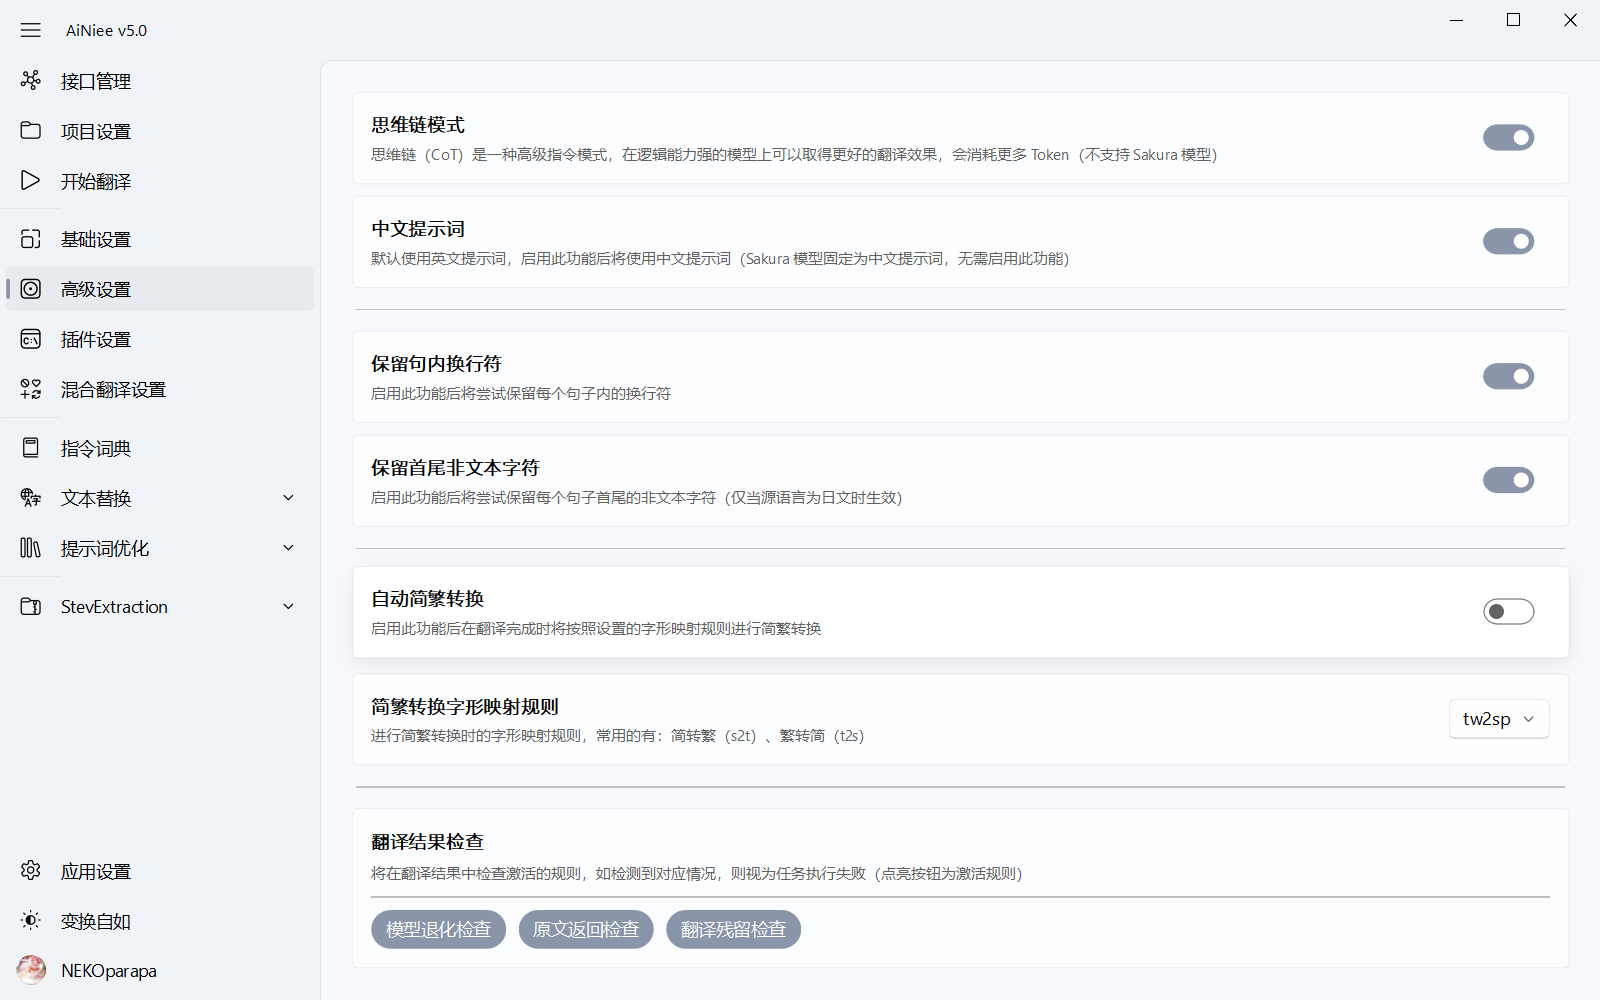 AiNiee v5.0
接口管理
项目设置
开始翻译
基础设置
高级设置
C:\
插件设置
混合翻译设置
指令词典
文本替换
提示词优化
StevExtraction
应用设置
变换自如
NEKOparapa
思维链模式
思维链（CoT）是一种高级指令模式，在逻辑能力强的模型上可以取得更好的翻译效果，会消耗更多 Token（不支持 Sakura 模型）
中文提示词
默认使用英文提示词，启用此功能后将使用中文提示词（Sakura 模型固定为中文提示词，无需启用此功能）
保留句内换行符
启用此功能后将尝试保留每个句子内的换行符
保留首尾非文本字符
启用此功能后将尝试保留每个句子首尾的非文本字符（仅当源语言为日文时生效）
自动简繁转换
启用此功能后在翻译完成时将按照设置的字形映射规则进行简繁转换
简繁转换字形映射规则
进行简繁转换时的字形映射规则，常用的有：简转繁（s2t）、繁转简（t2s）
tw2sp
翻译结果检查
将在翻译结果中检查激活的规则，如检测到对应情况，则视为任务执行失败（点亮按钮为激活规则）
模型退化检查
原文返回检查
翻译残留检查